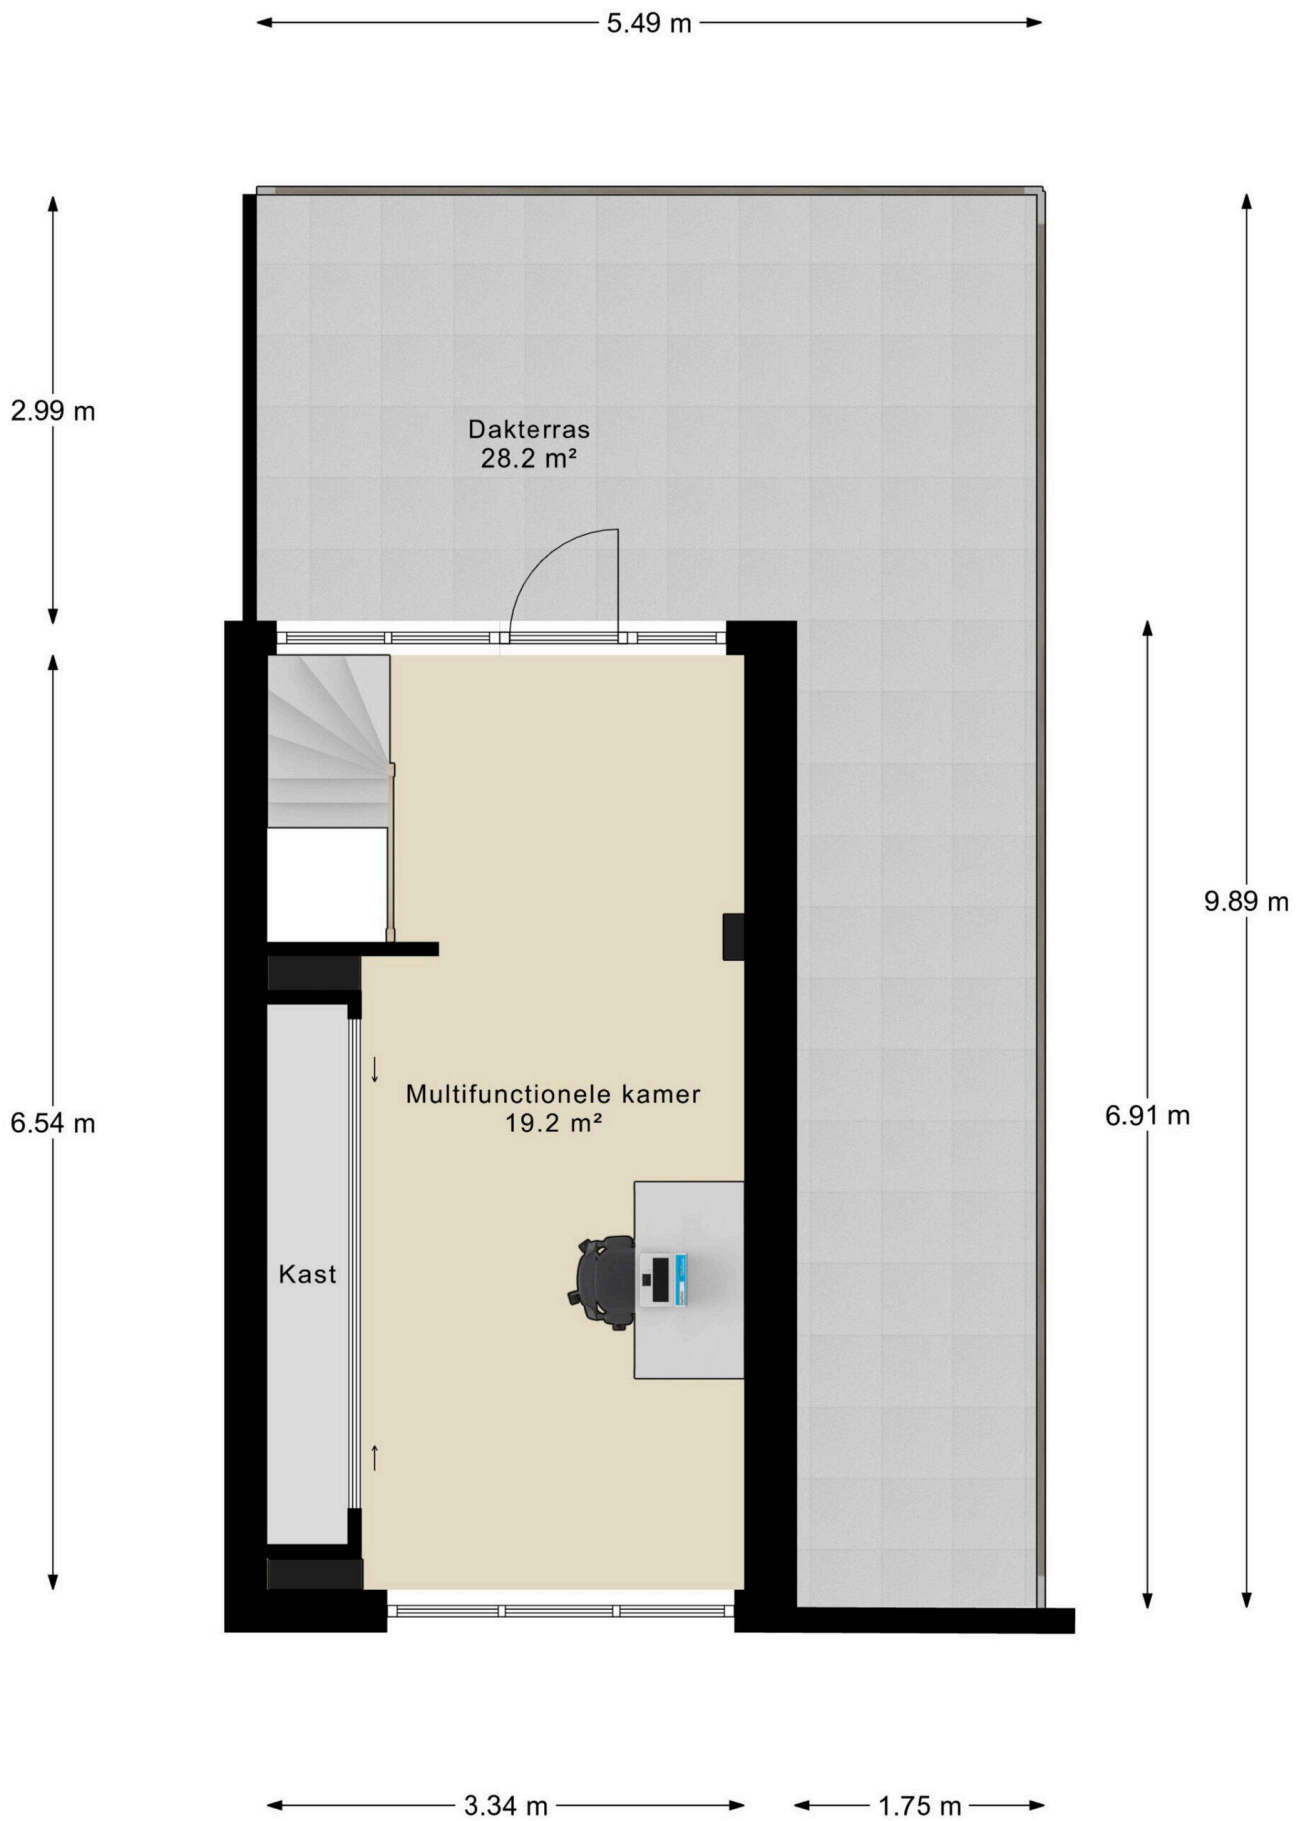 5.49 m
2.99 m
Dakterras
28.2 m²
9.89 m
6.54 m
Multifunctionele kamer
19.2 m²
6.91 m
Kast
3.34 m
1.75 m